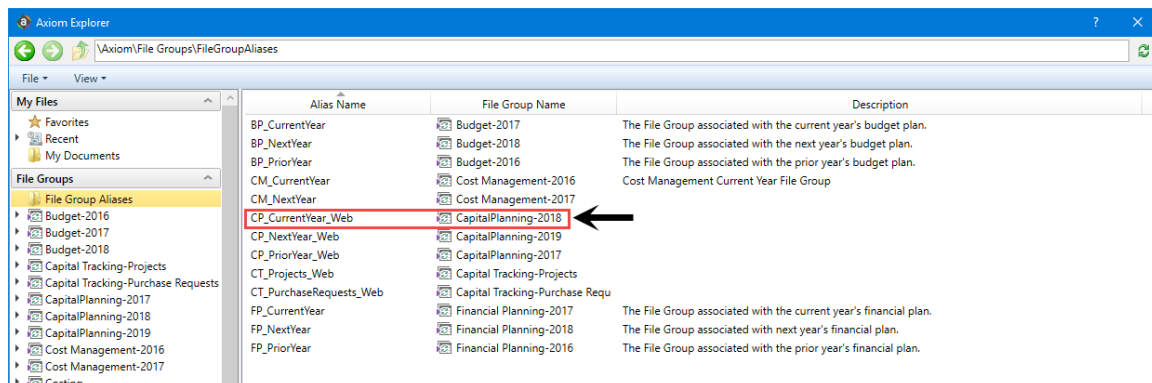 Axiom Explorer
?
\Axiom\File Groups\FileGroupAliases
File View
My Files
Favorites
Recent
My Documents
File Groups
File Group Aliases
Budget-2016
Budget-2017
Budget-2018
Capital Tracking-Projects
Capital Tracking-Purchase Requests
CapitalPlanning-2017
CapitalPlanning-2018
CapitalPlanning-2019
Cost Management-2016
Cost Management-2017
Costing
Alias Name File Group Name Description
BP_CurrentYear Budget-2017 The File Group associated with the current year's budget plan.
BP_NextYear Budget-2018 The File Group associated with the next year's budget plan.
BP_PriorYear Budget-2016 The File Group associated with the prior year's budget plan.
CM_CurrentYear Cost Management-2016 Cost Management Current Year File Group
CM_NextYear Cost Management-2017
CP_CurrentYear_Web CapitalPlanning-2018
CP_NextYear_Web CapitalPlanning-2019
CP_PriorYear_Web CapitalPlanning-2017
CT_Projects_Web Capital Tracking-Projects
CT_PurchaseRequests_Web Capital Tracking-Purchase Requ
FP_CurrentYear Financial Planning-2017 The File Group associated with the current year's financial plan.
FP_NextYear Financial Planning-2018 The File Group associated with next year's financial plan.
FP_PriorYear Financial Planning-2016 The File Group associated with the prior year's financial plan.